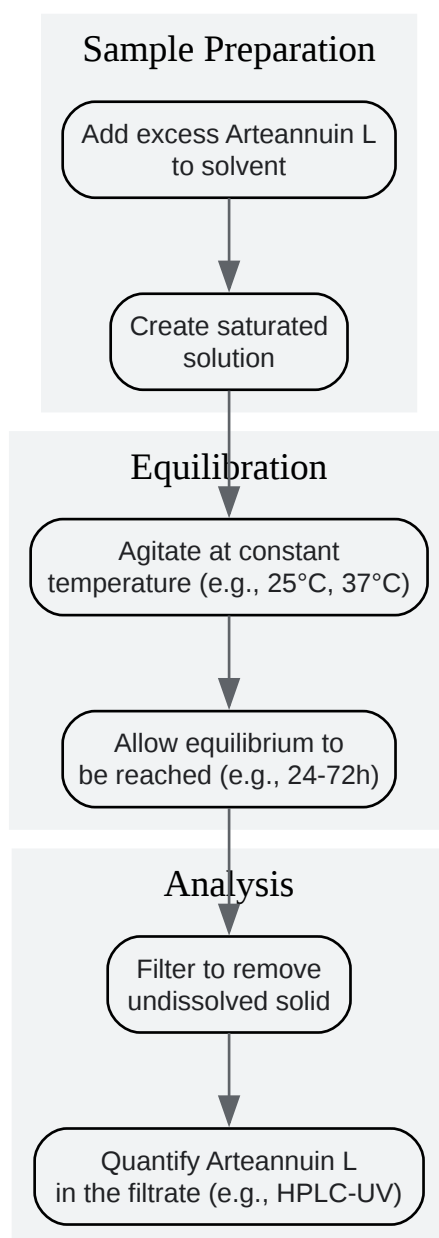 Sample Preparation
Add excess Arteannuin L
to solvent
Create saturated
solution
Equilibration
Agitate at constant
temperature (e.g., 25°C, 37°C)
Allow equilibrium to
be reached (e.g., 24-72h)
Analysis
Filter to remove
undissolved solid
Quantify Arteannuin L
in the filtrate (e.g., HPLC-UV)